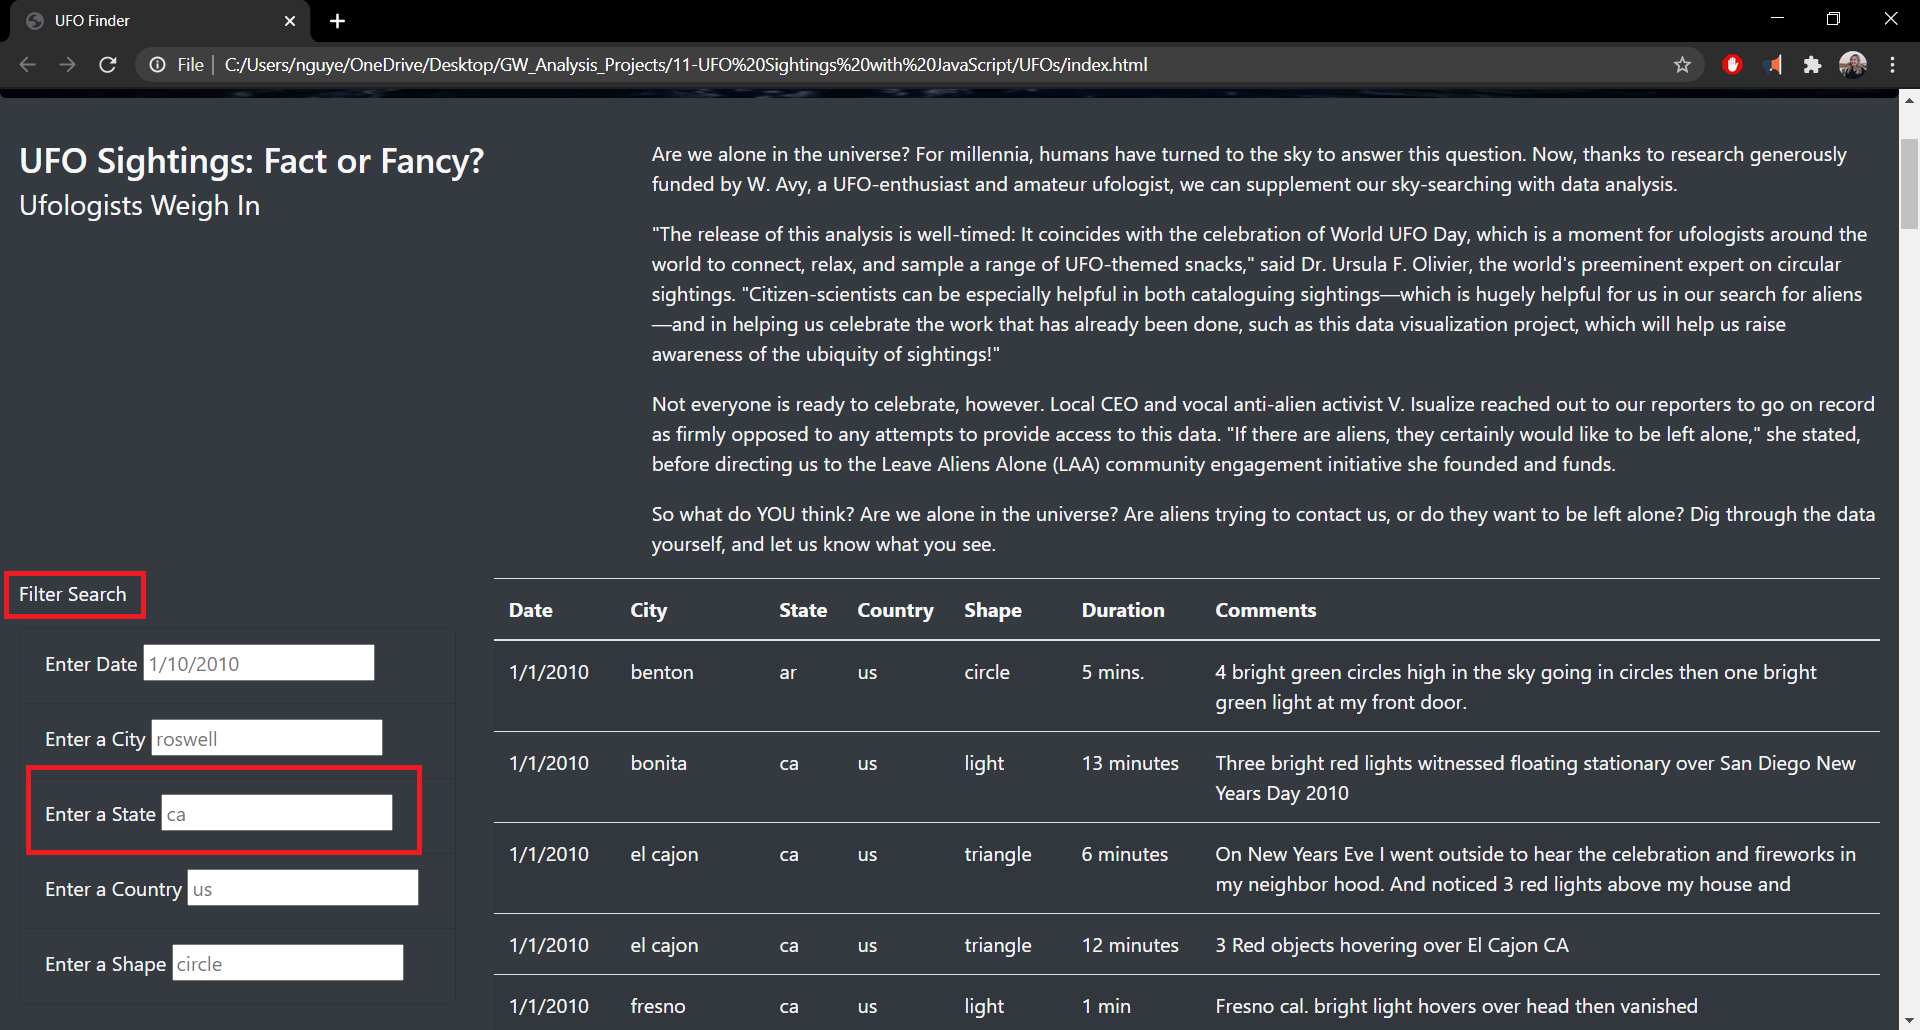 UFO Finder
File
C:/Users/nguye/OneDrive/Desktop/GW_Analysis_Projects/11-UFO%20Sightings%20with%20JavaScript/UFOs/index.html
UFO Sightings: Fact or Fancy?
Ufologists Weigh In
Are we alone in the universe? For millennia, humans have turned to the sky to answer this question. Now, thanks to research generously
funded by W. Avy, a UFO-enthusiast and amateur ufologist, we can supplement our sky-searching with data analysis.
"The release of this analysis is well-timed: It coincides with the celebration of World UFO Day, which is a moment for ufologists around the
world to connect, relax, and sample a range of UFO-themed snacks," said Dr. Ursula F. Olivier, the world's preeminent expert on circular
sightings. "Citizen-scientists can be especially helpful in both cataloguing sightings—which is hugely helpful for us in our search for aliens
—and in helping us celebrate the work that has already been done, such as this data visualization project, which will help us raise
awareness of the ubiquity of sightings!"
Not everyone is ready to celebrate, however. Local CEO and vocal anti-alien activist V. Isualize reached out to our reporters to go on record
as firmly opposed to any attempts to provide access to this data. "If there are aliens, they certainly would like to be left alone," she stated,
before directing us to the Leave Aliens Alone (LAA) community engagement initiative she founded and funds.
So what do YOU think? Are we alone in the universe? Are aliens trying to contact us, or do they want to be left alone? Dig through the data
yourself, and let us know what you see.
Filter Search
Enter Date 1/10/2010
Enter a City roswell
Enter a State ca
Enter a Country us
Enter a Shape circle
Date City State Country Shape Duration Comments
1/1/2010 benton ar us circle 5 mins. 4 bright green circles high in the sky going in circles then one bright
green light at my front door.
1/1/2010 bonita ca us light 13 minutes Three bright red lights witnessed floating stationary over San Diego New
Years Day 2010
1/1/2010 el cajon ca us triangle 6 minutes On New Years Eve I went outside to hear the celebration and fireworks in
my neighbor hood. And noticed 3 red lights above my house and
1/1/2010 el cajon ca us triangle 12 minutes 3 Red objects hovering over El Cajon CA
1/1/2010 fresno ca us light 1 min Fresno cal. bright light hovers over head then vanished